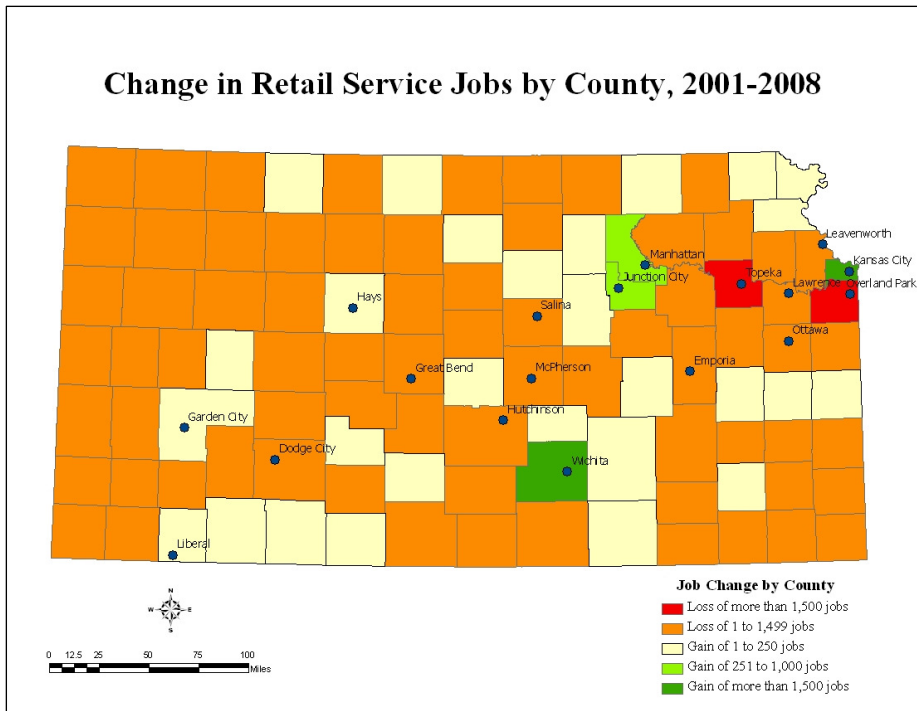 Change in Retail Service Jobs by County, 2001-2008
Leavenworth
Manhattan
Kansas City
Junction City
Topeka
Lawrence
Overland Park
Hays
Salina
Ottawa
Great Bend
McPherson
Emporia
Garden City
Hutchinson
Dodge City
Wichita
Liberal
N
W
E
S
0 12.5 25 50 75 100
Miles
Job Change by County
Loss of more than 1,500 jobs
Loss of 1 to 1,499 jobs
Gain of 1 to 250 jobs
Gain of 251 to 1,000 jobs
Gain of more than 1,500 jobs